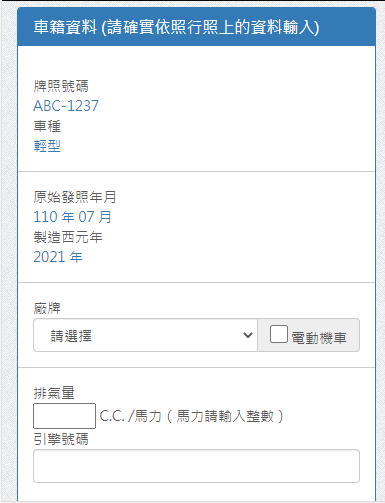 車籍資料 (請確實依照行照上的資料輸入)
牌照號碼
ABC-1237
車種
輕型
原始發照年月
110 年 07 月
製造西元年
2021 年
廠牌
請選擇 電動機車
排氣量
C.C. /馬力 ( 馬力請輸入整數 )
引擎號碼